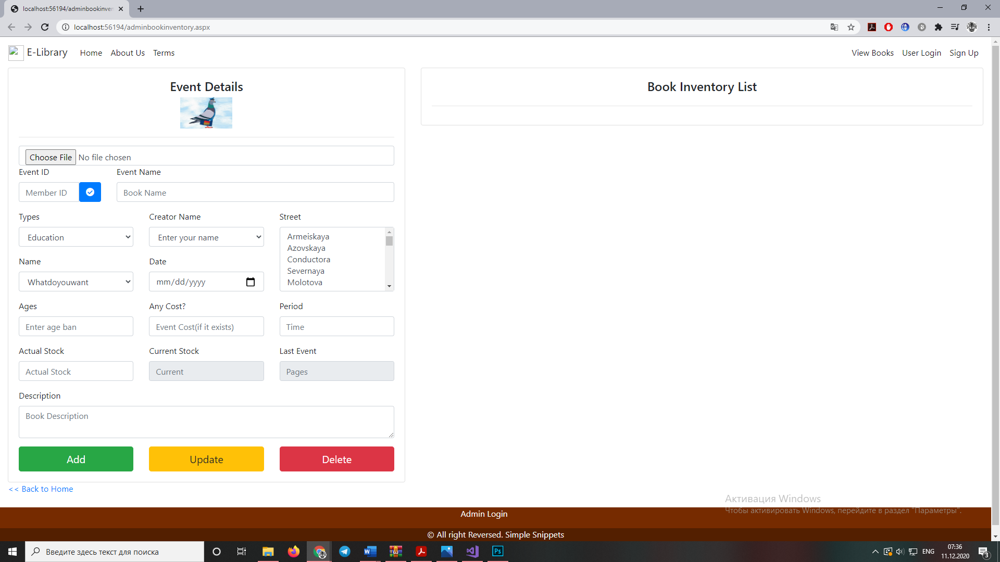 localhost:56194/adminbookinven
localhost:56194/adminbookinventory.aspx
E-Library Home About Us Terms View Books User Login Sign Up
Event Details
Choose File No file chosen
Event ID Event Name
Member ID Book Name
Types Creator Name Street
Education Enter your name
Armeiskaya
Azovskaya
Conductora
Severnaya
Molotova
Name Date
Whatdoyouwant mm/dd/yyyy
Ages Any Cost? Period
Enter age ban Event Cost(if it exists) Time
Actual Stock Current Stock Last Event
Actual Stock Current Pages
Description
Book Description
Add Update Delete
<< Back to Home
Book Inventory List
Активация Windows
Чтобы активировать Windows, перейдите в раздел "Параметры".
Admin Login
© All right Reversed. Simple Snippets
Введите здесь текст для поиска
W
Ps
ENG
07:36
11.12.2020
3